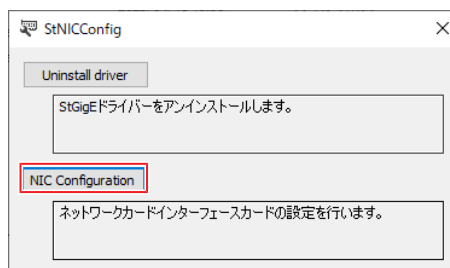 StNICConfig
Uninstall driver
StGigEドライバーをアンインストールします。
NIC Configuration
ネットワークカードインターフェースカードの設定を行います。